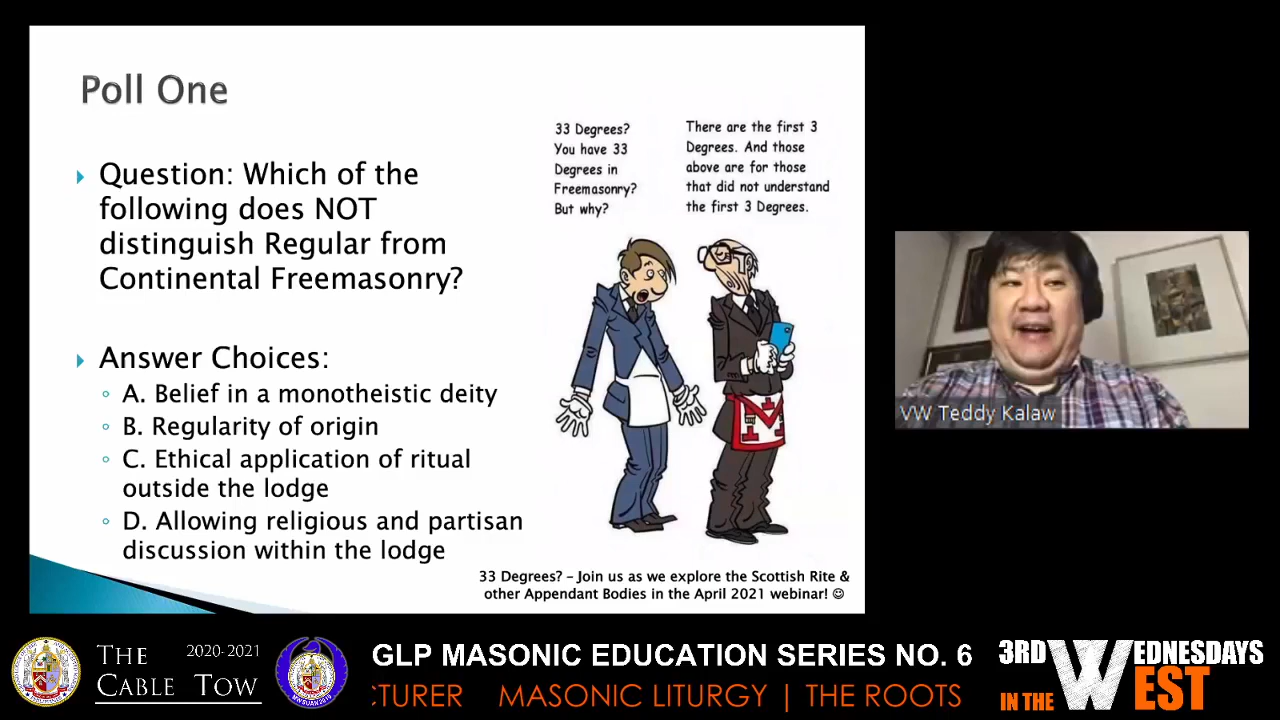 Poll One
Question: Which of the
following does NOT
distinguish Regular from
Continental Freemasonry?
Answer Choices:
A. Belief in a monotheistic deity
B. Regularity of origin
C. Ethical application of ritual
outside the lodge
D. Allowing religious and partisan
discussion within the lodge
33 Degrees?
You have 33
Degrees in
Freemasonry?
But why?
There are the first 3
Degrees. And those
above are for those
that did not understand
the first 3 Degrees.
33 Degrees? – Join us as we explore the Scottish Rite &
other Appendant Bodies in the April 2021 webinar! ☺
VW Teddy Kalaw
THE 2020-2021
CABLE TOW
GLP MASONIC EDUCATION SERIES NO. 6
CTURER MASONIC LITURGY | THE ROOTS
3RD WEDNESDAYS
IN THE WEST